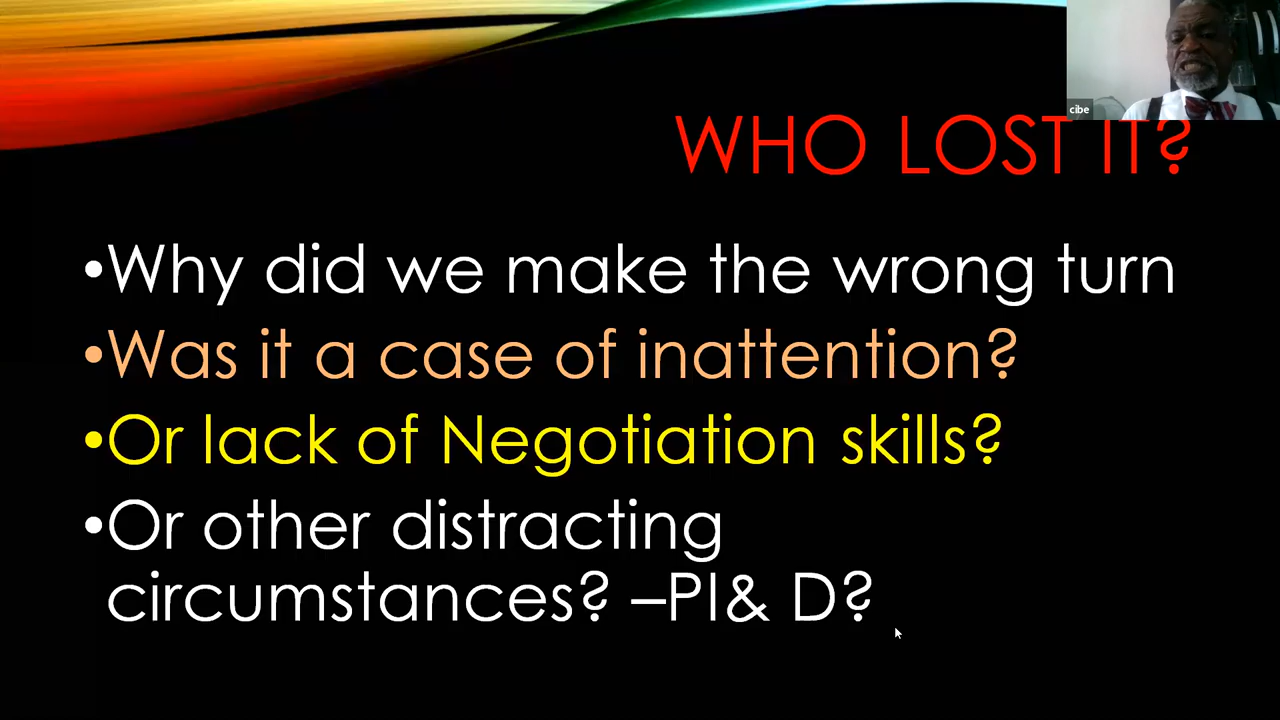 cibe
WHO LOST IT?
•Why did we make the wrong turn
•Was it a case of inattention?
•Or lack of Negotiation skills?
•Or other distracting
circumstances? –PI& D?